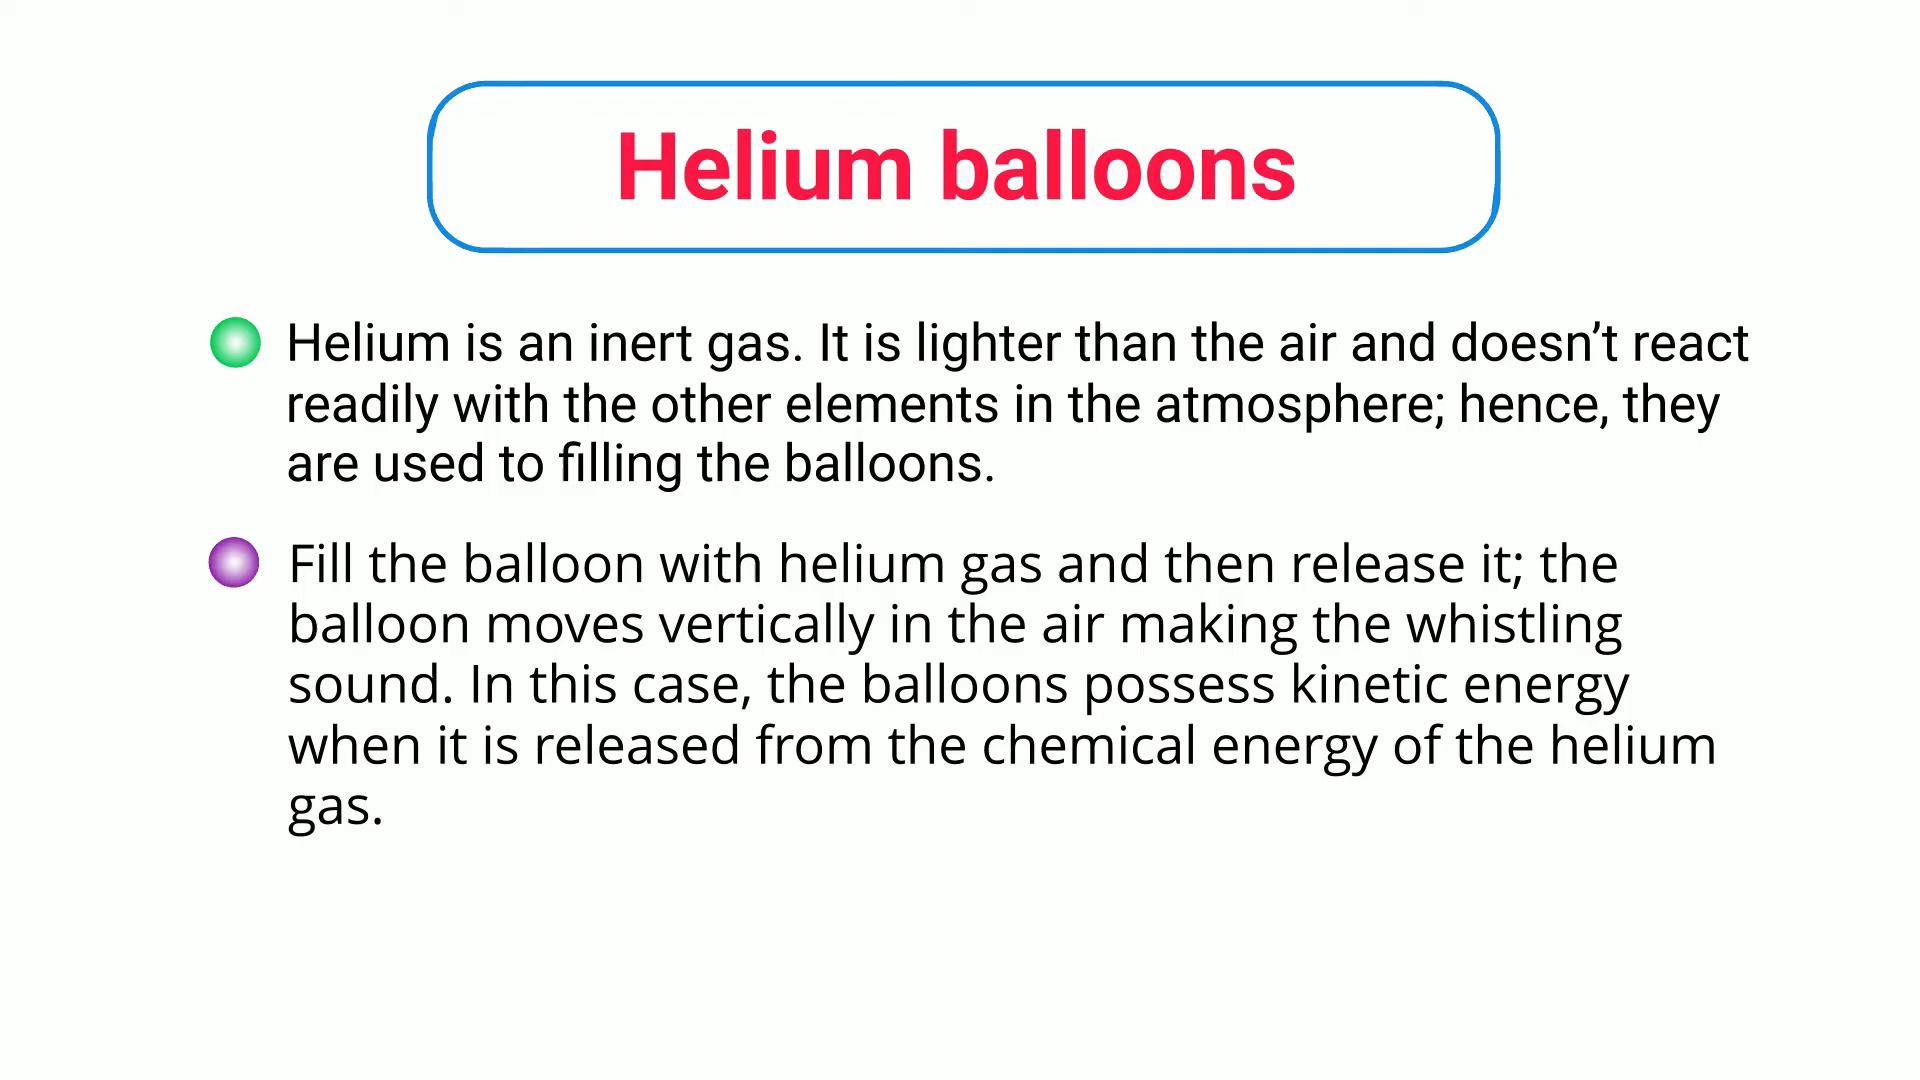 Helium balloons
Helium is an inert gas. It is lighter than the air and doesn’t react
readily with the other elements in the atmosphere; hence, they
are used to filling the balloons.
Fill the balloon with helium gas and then release it; the
balloon moves vertically in the air making the whistling
sound. In this case, the balloons possess kinetic energy
when it is released from the chemical energy of the helium
gas.